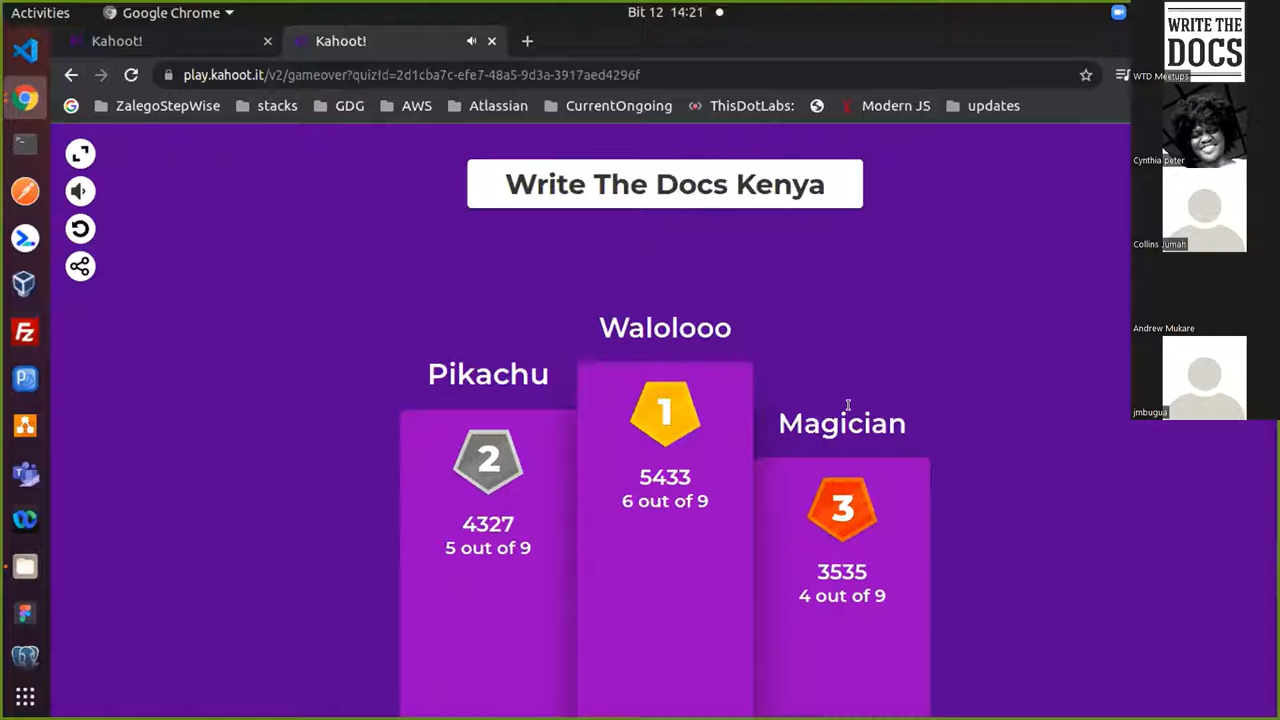 Activities
Google Chrome
Bit 12 14:21
Kahoot!
Kahoot!
play.kahoot.it/v2/gameover?quizId=2d1cba7c-efe7-48a5-9d3a-3917aed4296f
ZalegoStepWise
stacks
GDG
AWS
Atlassian
CurrentOngoing
ThisDotLabs:
Modern JS
updates
Write The Docs Kenya
Walolooo
Pikachu
Magician
1
5433
6 out of 9
2
4327
5 out of 9
3
3535
4 out of 9
Fz
WRITE THE
DOCS
WTD Meetups
Cynthia peter
Collins Jumah
Andrew Mukare
jmbugua